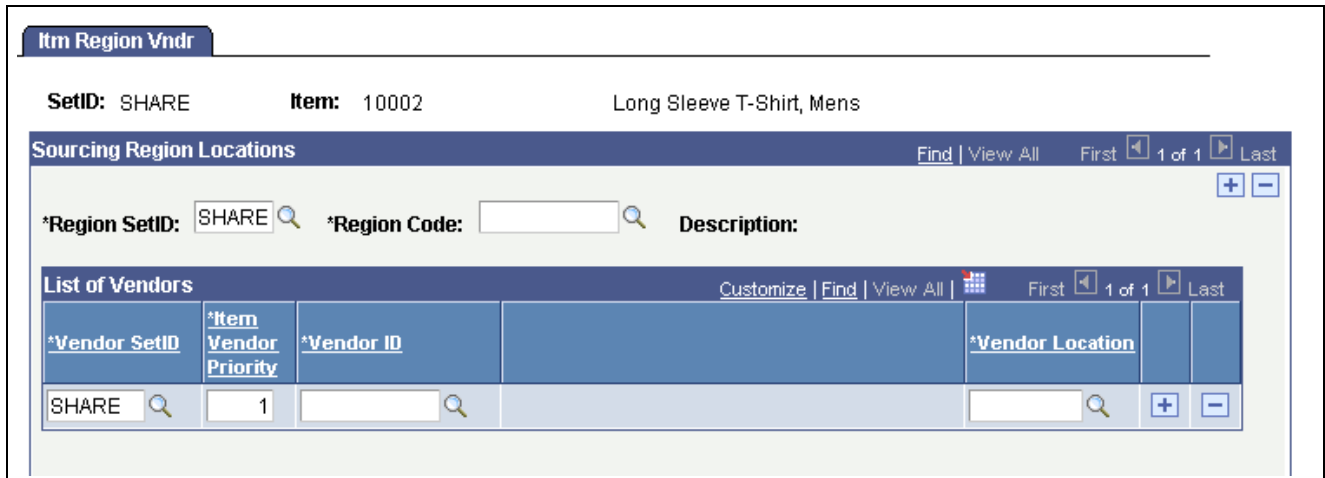 Itm Region Vndr
SetID: SHARE Item: 10002 Long Sleeve T-Shirt, Mens
Sourcing Region Locations Find | View All First 1 of 1 Last
*Region SetID: SHARE *Region Code: Description:
List of Vendors Customize | Find | View All | First 1 of 1 Last
*Vendor SetID *Item Vendor Priority *Vendor ID *Vendor Location
SHARE 1